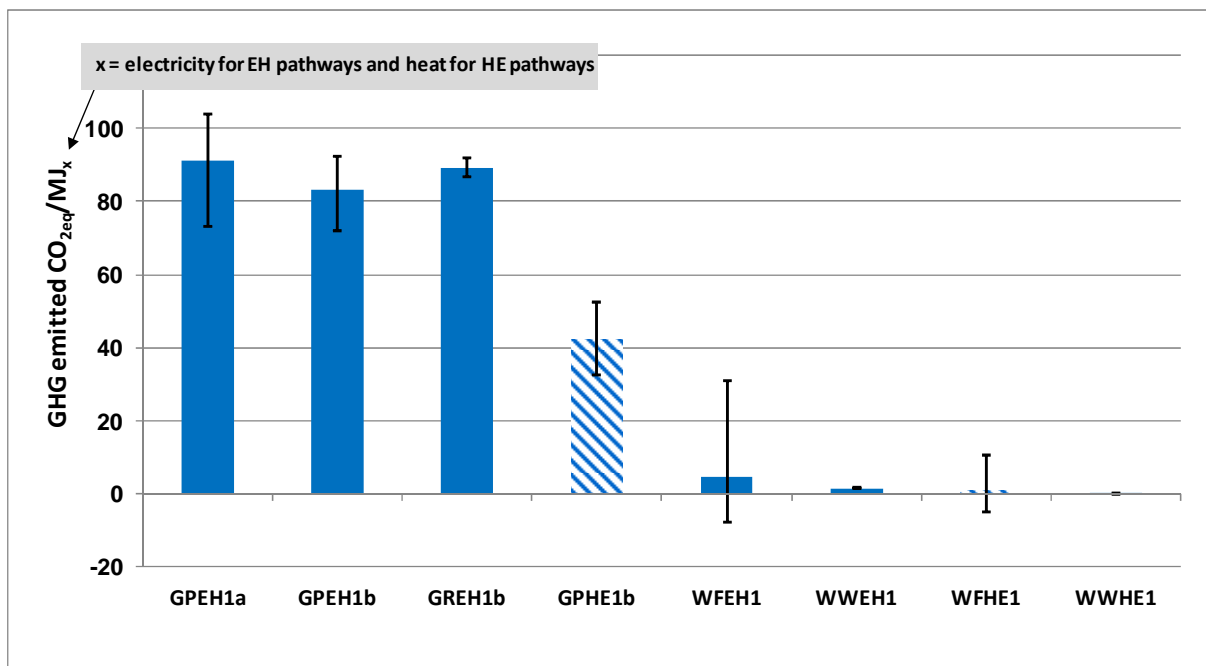 x = electricity for EH pathways and heat for HE pathways
GHG emitted CO2eq/MJx
100
80
60
40
20
0
-20
GPEH1a GPEH1b GREH1b GPHE1b WFEH1 WWEH1 WFHE1 WWHE1